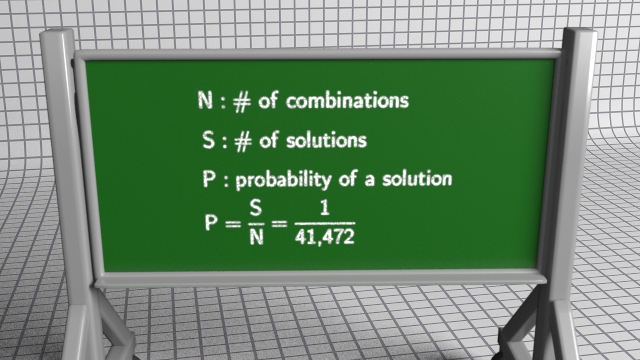 N : # of combinations
S : # of solutions
P : probability of a solution
P = S/N = 1/41,472